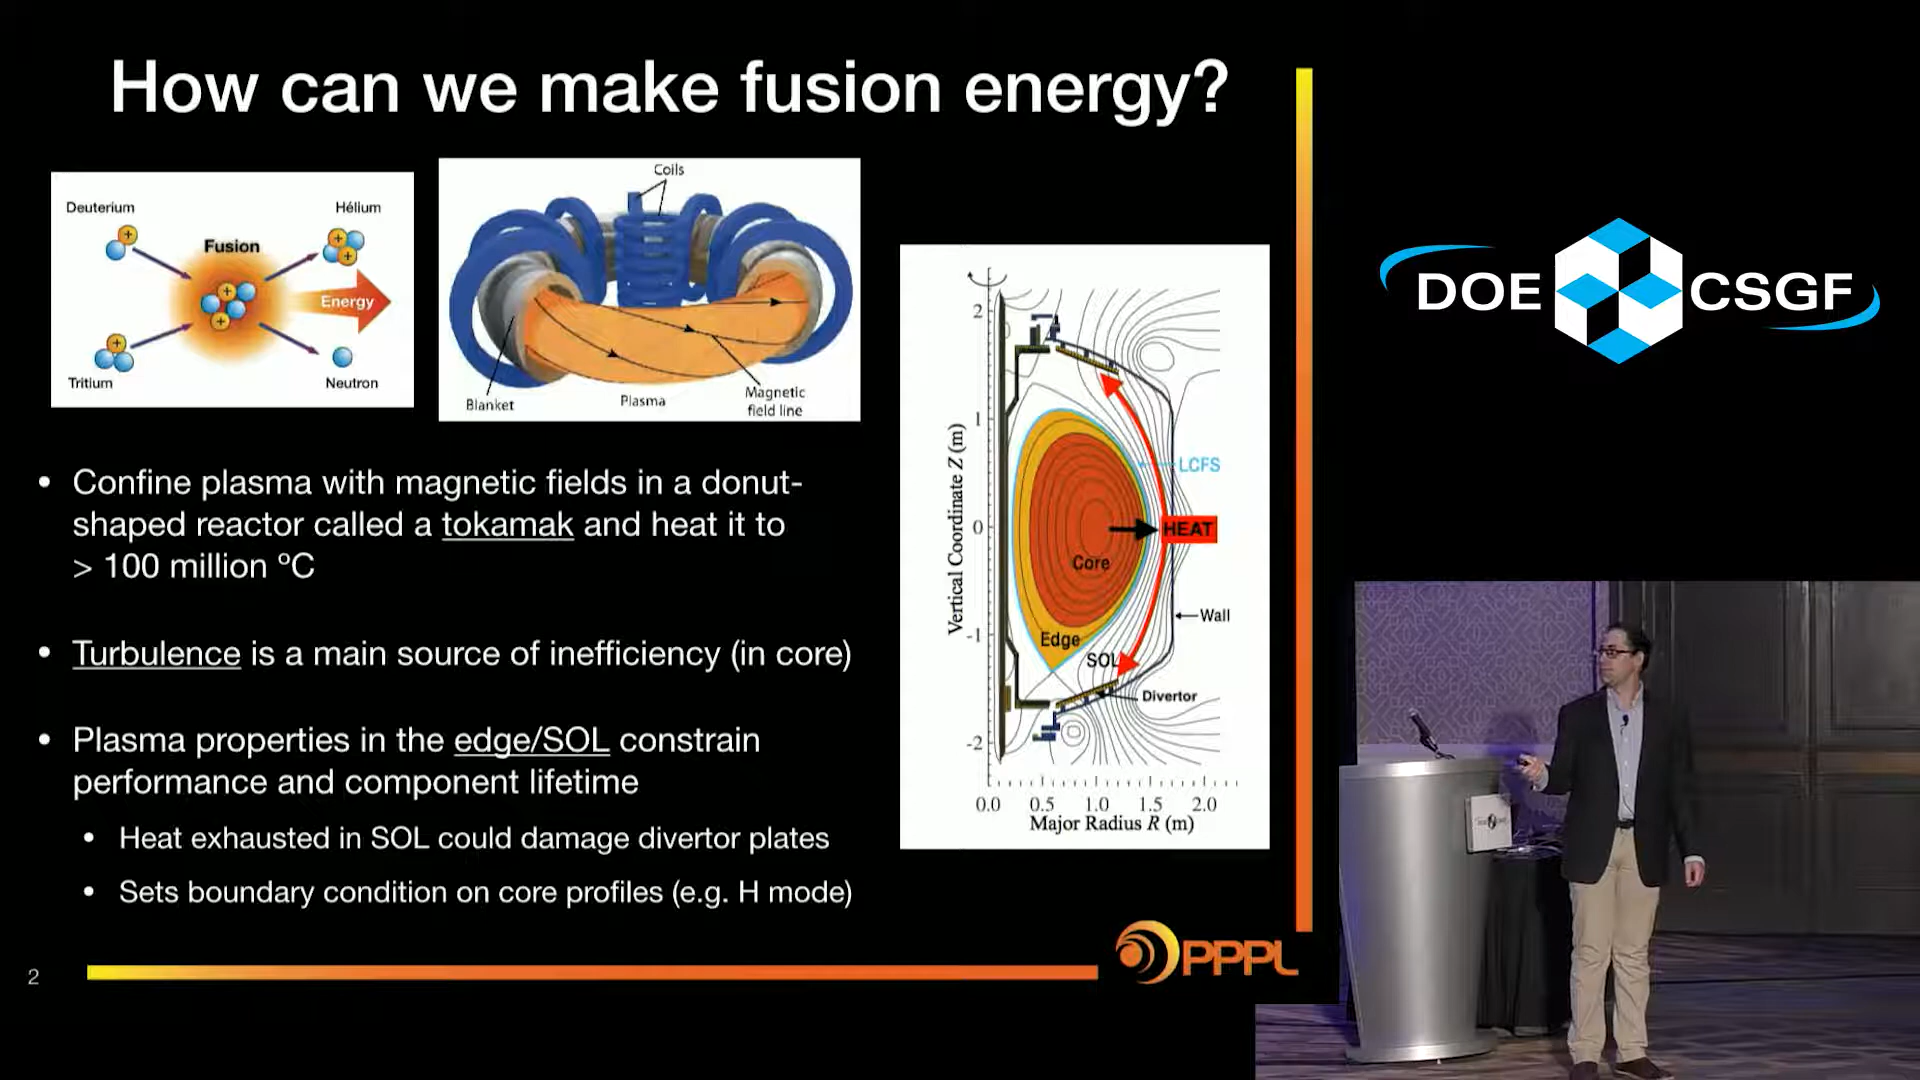 How can we make fusion energy?
Deuterium
Hélium
Fusion
Energy
Tritium
Neutron
Coils
Blanket
Plasma
Magnetic
field line
• Confine plasma with magnetic fields in a donut-
shaped reactor called a tokamak and heat it to
> 100 million ºC
• Turbulence is a main source of inefficiency (in core)
• Plasma properties in the edge/SOL constrain
performance and component lifetime
• Heat exhausted in SOL could damage divertor plates
• Sets boundary condition on core profiles (e.g. H mode)
Vertical Coordinate Z (m)
2
1
0
-1
-2
LCFS
HEAT
Core
Wall
Edge
SOL
Divertor
0.0 0.5 1.0 1.5 2.0
Major Radius R (m)
PPPL
2
DOE CSGF